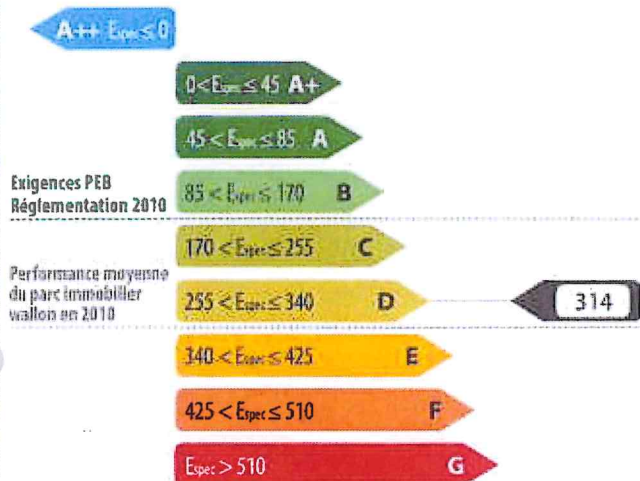 A++ Espec ≤ 0
0 < Espec ≤ 45 A+
45 < Espec ≤ 85 A
Exigences PEB
Réglementation 2010
85 < Espec ≤ 170 B
170 < Espec ≤ 255 C
Performance moyenne
du parc immobilier
wallon en 2010
255 < Espec ≤ 340 D
314
340 < Espec ≤ 425 E
425 < Espec ≤ 510 F
Espec > 510 G